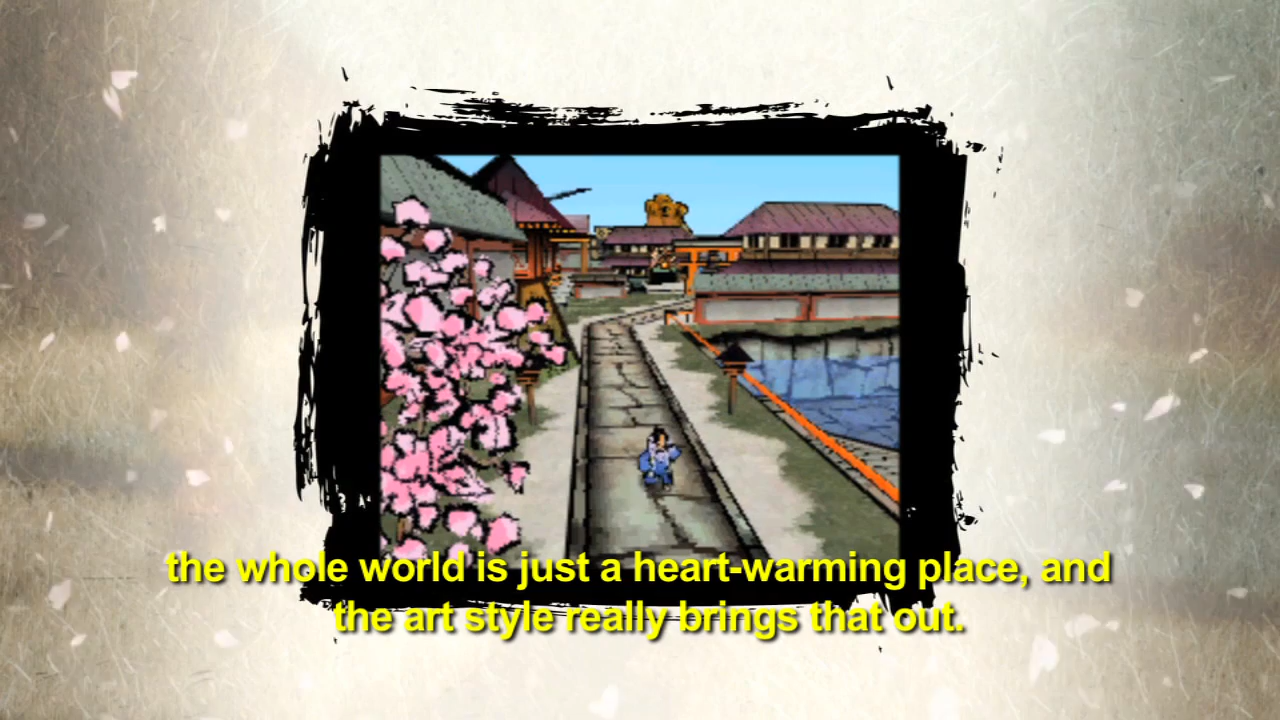 the whole world is just a heart-warming place, and
the art style really brings that out.